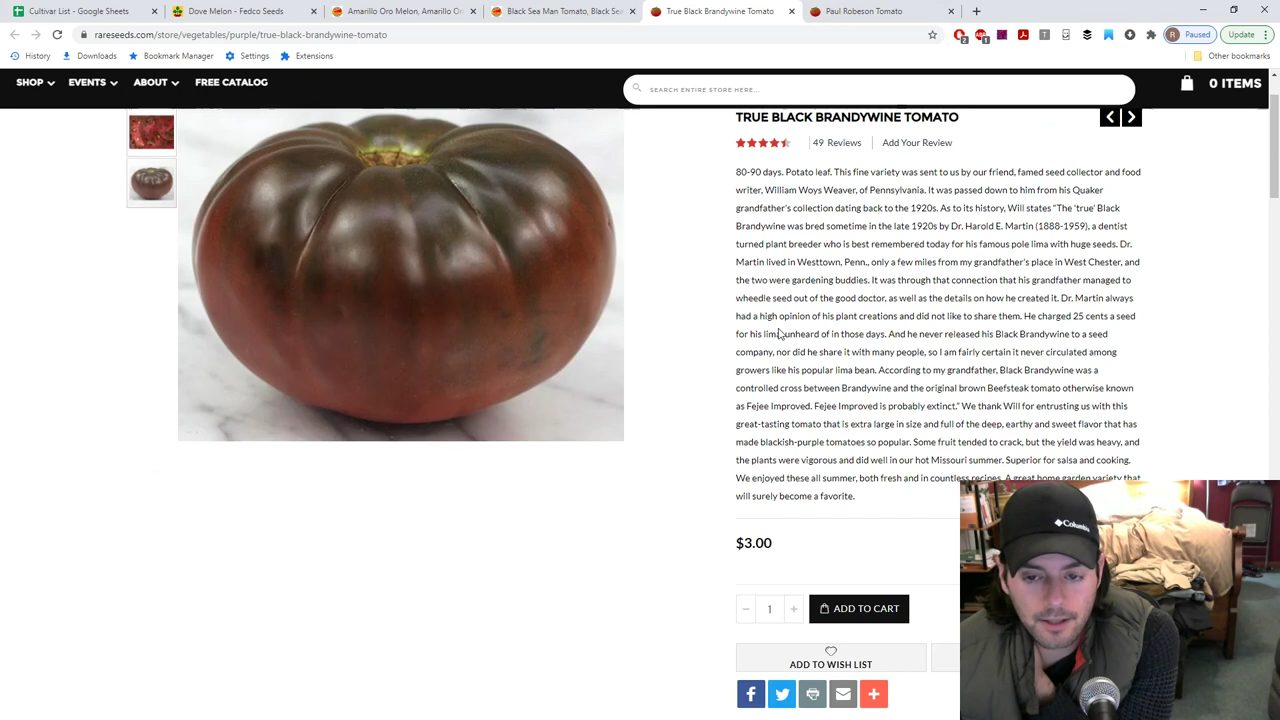 Cultivar List - Google Sheets
Dove Melon - Fedco Seeds
Amarillo Oro Melon, Amarillo Or
Black Sea Man Tomato, Black Sea
True Black Brandywine Tomato
Paul Robeson Tomato
rareseeds.com/store/vegetables/purple/true-black-brandywine-tomato
Paused
Update
History
Downloads
Bookmark Manager
Settings
Extensions
Other bookmarks
SHOP
EVENTS
ABOUT
FREE CATALOG
SEARCH ENTIRE STORE HERE...
0 ITEMS
TRUE BLACK BRANDYWINE TOMATO
49 Reviews
Add Your Review
80-90 days. Potato leaf. This fine variety was sent to us by our friend, famed seed collector and food
writer, William Woys Weaver, of Pennsylvania. It was passed down to him from his Quaker
grandfather's collection dating back to the 1920s. As to its history, Will states "The 'true' Black
Brandywine was bred sometime in the late 1920s by Dr. Harold E. Martin (1888-1959), a dentist
turned plant breeder who is best remembered today for his famous pole lima with huge seeds. Dr.
Martin lived in Westtown, Penn., only a few miles from my grandfather's place in West Chester, and
the two were gardening buddies. It was through that connection that his grandfather managed to
wheedle seed out of the good doctor, as well as the details on how he created it. Dr. Martin always
had a high opinion of his plant creations and did not like to share them. He charged 25 cents a seed
for his lima unheard of in those days. And he never released his Black Brandywine to a seed
company, nor did he share it with many people, so I am fairly certain it never circulated among
growers like his popular lima bean. According to my grandfather, Black Brandywine was a
controlled cross between Brandywine and the original brown Beefsteak tomato otherwise known
as Fejee Improved. Fejee Improved is probably extinct." We thank Will for entrusting us with this
great-tasting tomato that is extra large in size and full of the deep, earthy and sweet flavor that has
made blackish-purple tomatoes so popular. Some fruit tended to crack, but the yield was heavy, and
the plants were vigorous and did well in our hot Missouri summer. Superior for salsa and cooking.
We enjoyed these all summer, both fresh and in countless recipes. A great home garden variety that
will surely become a favorite.
$3.00
1
ADD TO CART
ADD TO WISH LIST
Columbia